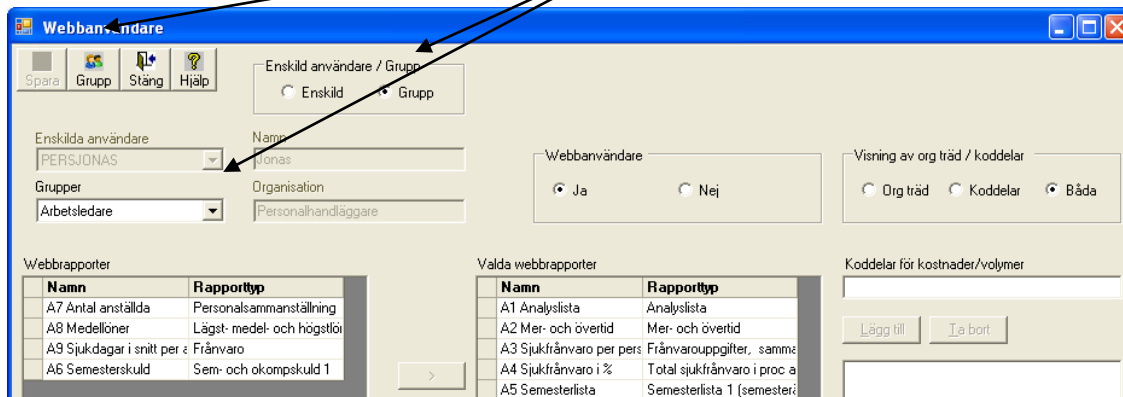 Webbanvändare
Spara Grupp Stäng Hjälp
Enskild användare / Grupp
Enskild Grupp
Enskilda användare Namn
PERSJONAS Jonas
Webbanvändare
Ja Nej
Visning av org träd / koddelar
Org träd Koddelar Båda
Grupper Organisation
Arbetsledare Personalhandläggare
Webbrapporter
Namn Rapporttyp
A7 Antal anställda Personalsammanställning
A8 Medellöner Lägst- medel- och högstlöi
A9 Sjukdagar i snitt per a Frånvaro
A6 Semesterskuld Sem- och okompskuld 1
>
Valda webbrapporter
Namn Rapporttyp
A1 Analyslista Analyslista
A2 Mer- och övertid Mer- och övertid
A3 Sjukfrånvaro per pers Frånvarouppgifter, samma
A4 Sjukfrånvaro i % Total sjukfrånvaro i proc a
A5 Semesterlista Semesterlista 1 (semesterä
Koddelar för kostnader/volymer
Lägg till Ta bort